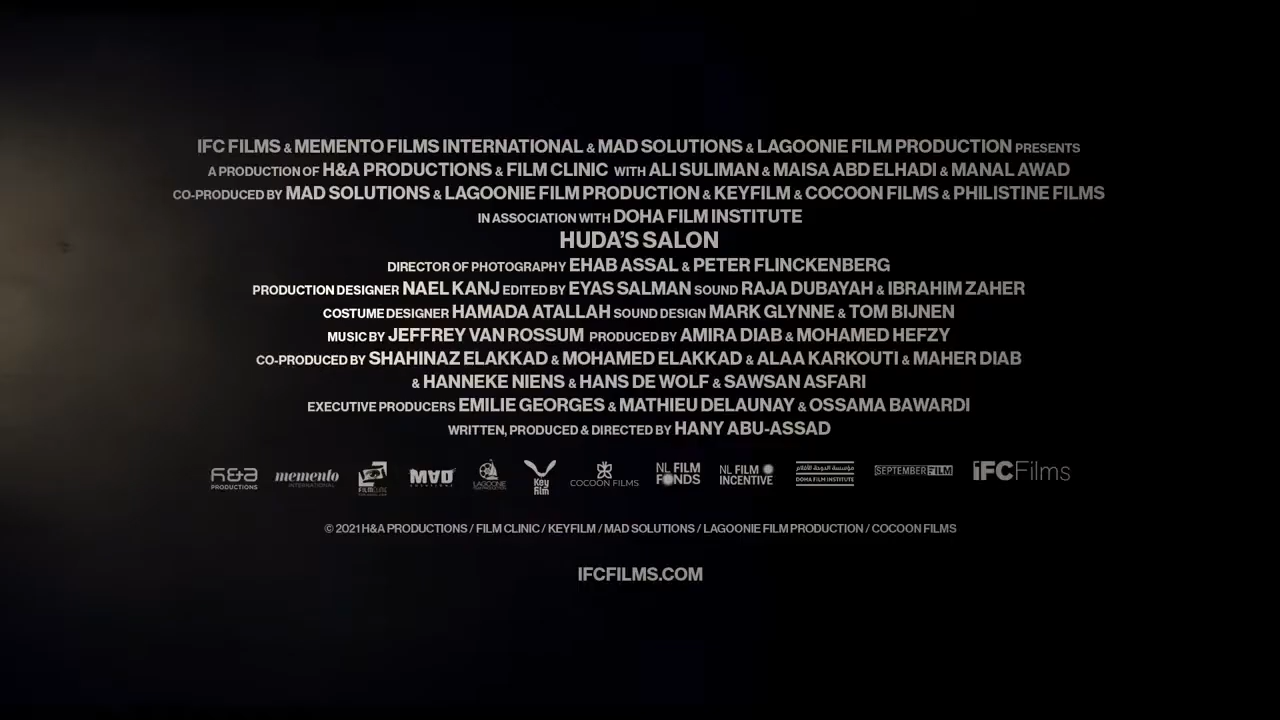 IFC FILMS & MEMENTO FILMS INTERNATIONAL & MAD SOLUTIONS & LAGOONIE FILM PRODUCTION PRESENTS
A PRODUCTION OF H&A PRODUCTIONS & FILM CLINIC WITH ALI SULIMAN & MAISA ABD ELHADI & MANAL AWAD
CO-PRODUCED BY MAD SOLUTIONS & LAGOONIE FILM PRODUCTION & KEYFILM & COCOON FILMS & PHILISTINE FILMS
IN ASSOCIATION WITH DOHA FILM INSTITUTE
HUDA'S SALON
DIRECTOR OF PHOTOGRAPHY EHAB ASSAL & PETER FLINCKENBERG
PRODUCTION DESIGNER NAEL KANJ EDITED BY EYAS SALMAN SOUND RAJA DUBAYAH & IBRAHIM ZAHER
COSTUME DESIGNER HAMADA ATALLAH SOUND DESIGN MARK GLYNNE & TOM BIJNEN
MUSIC BY JEFFREY VAN ROSSUM PRODUCED BY AMIRA DIAB & MOHAMED HEFZY
CO-PRODUCED BY SHAHINAZ ELAKKAD & MOHAMED ELAKKAD & ALAA KARKOUTI & MAHER DIAB
& HANNEKE NIENS & HANS DE WOLF & SAWSAN ASFARI
EXECUTIVE PRODUCERS EMILIE GEORGES & MATHIEU DELAUNAY & OSSAMA BAWARDI
WRITTEN, PRODUCED & DIRECTED BY HANY ABU-ASSAD
H&A PRODUCTIONS
memento INTERNATIONAL
FILM CLINIC
MAD SOLUTIONS
LAGOONIE
Key Film
COCOON FILMS
NL FILM FONDS
NL FILM INCENTIVE
مؤسسة الدوحة للأفلام
DOHA FILM INSTITUTE
SEPTEMBER FILM
IFC Films
© 2021 H&A PRODUCTIONS / FILM CLINIC / KEYFILM / MAD SOLUTIONS / LAGOONIE FILM PRODUCTION / COCOON FILMS
IFCFILMS.COM